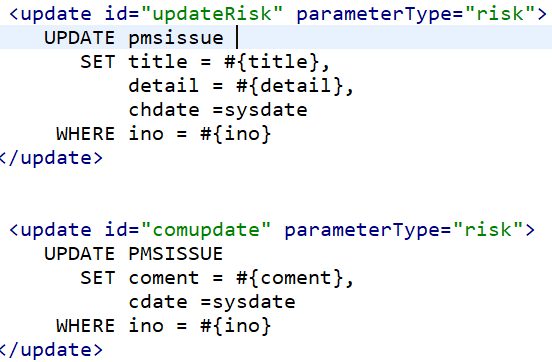 <update id="updateRisk" parameterType="risk">
UPDATE pmsissue
SET title = #{title},
detail = #{detail},
chdate =sysdate
WHERE ino = #{ino}
</update>
<update id="comupdate" parameterType="risk">
UPDATE PMSISSUE
SET coment = #{coment},
cdate =sysdate
WHERE ino = #{ino}
</update>